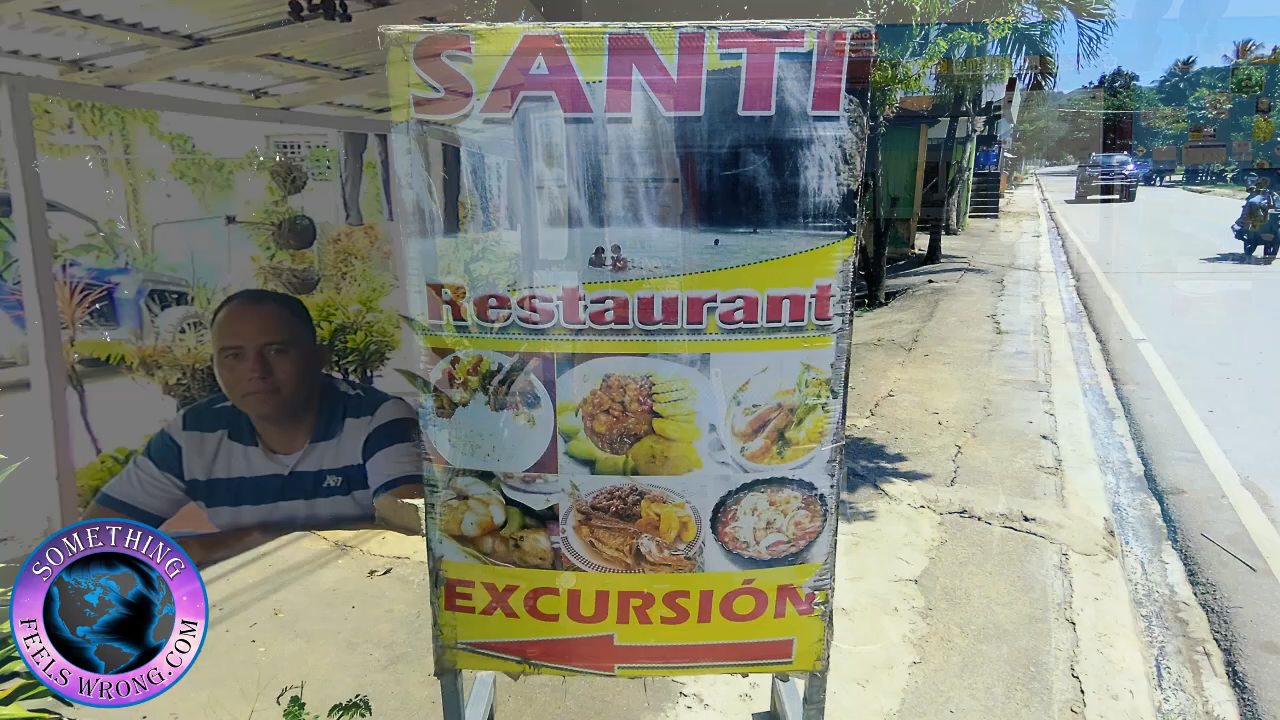 SANTI
Restaurant
EXCURSIÓN
SOMETHING
FEELS WRONG.COM